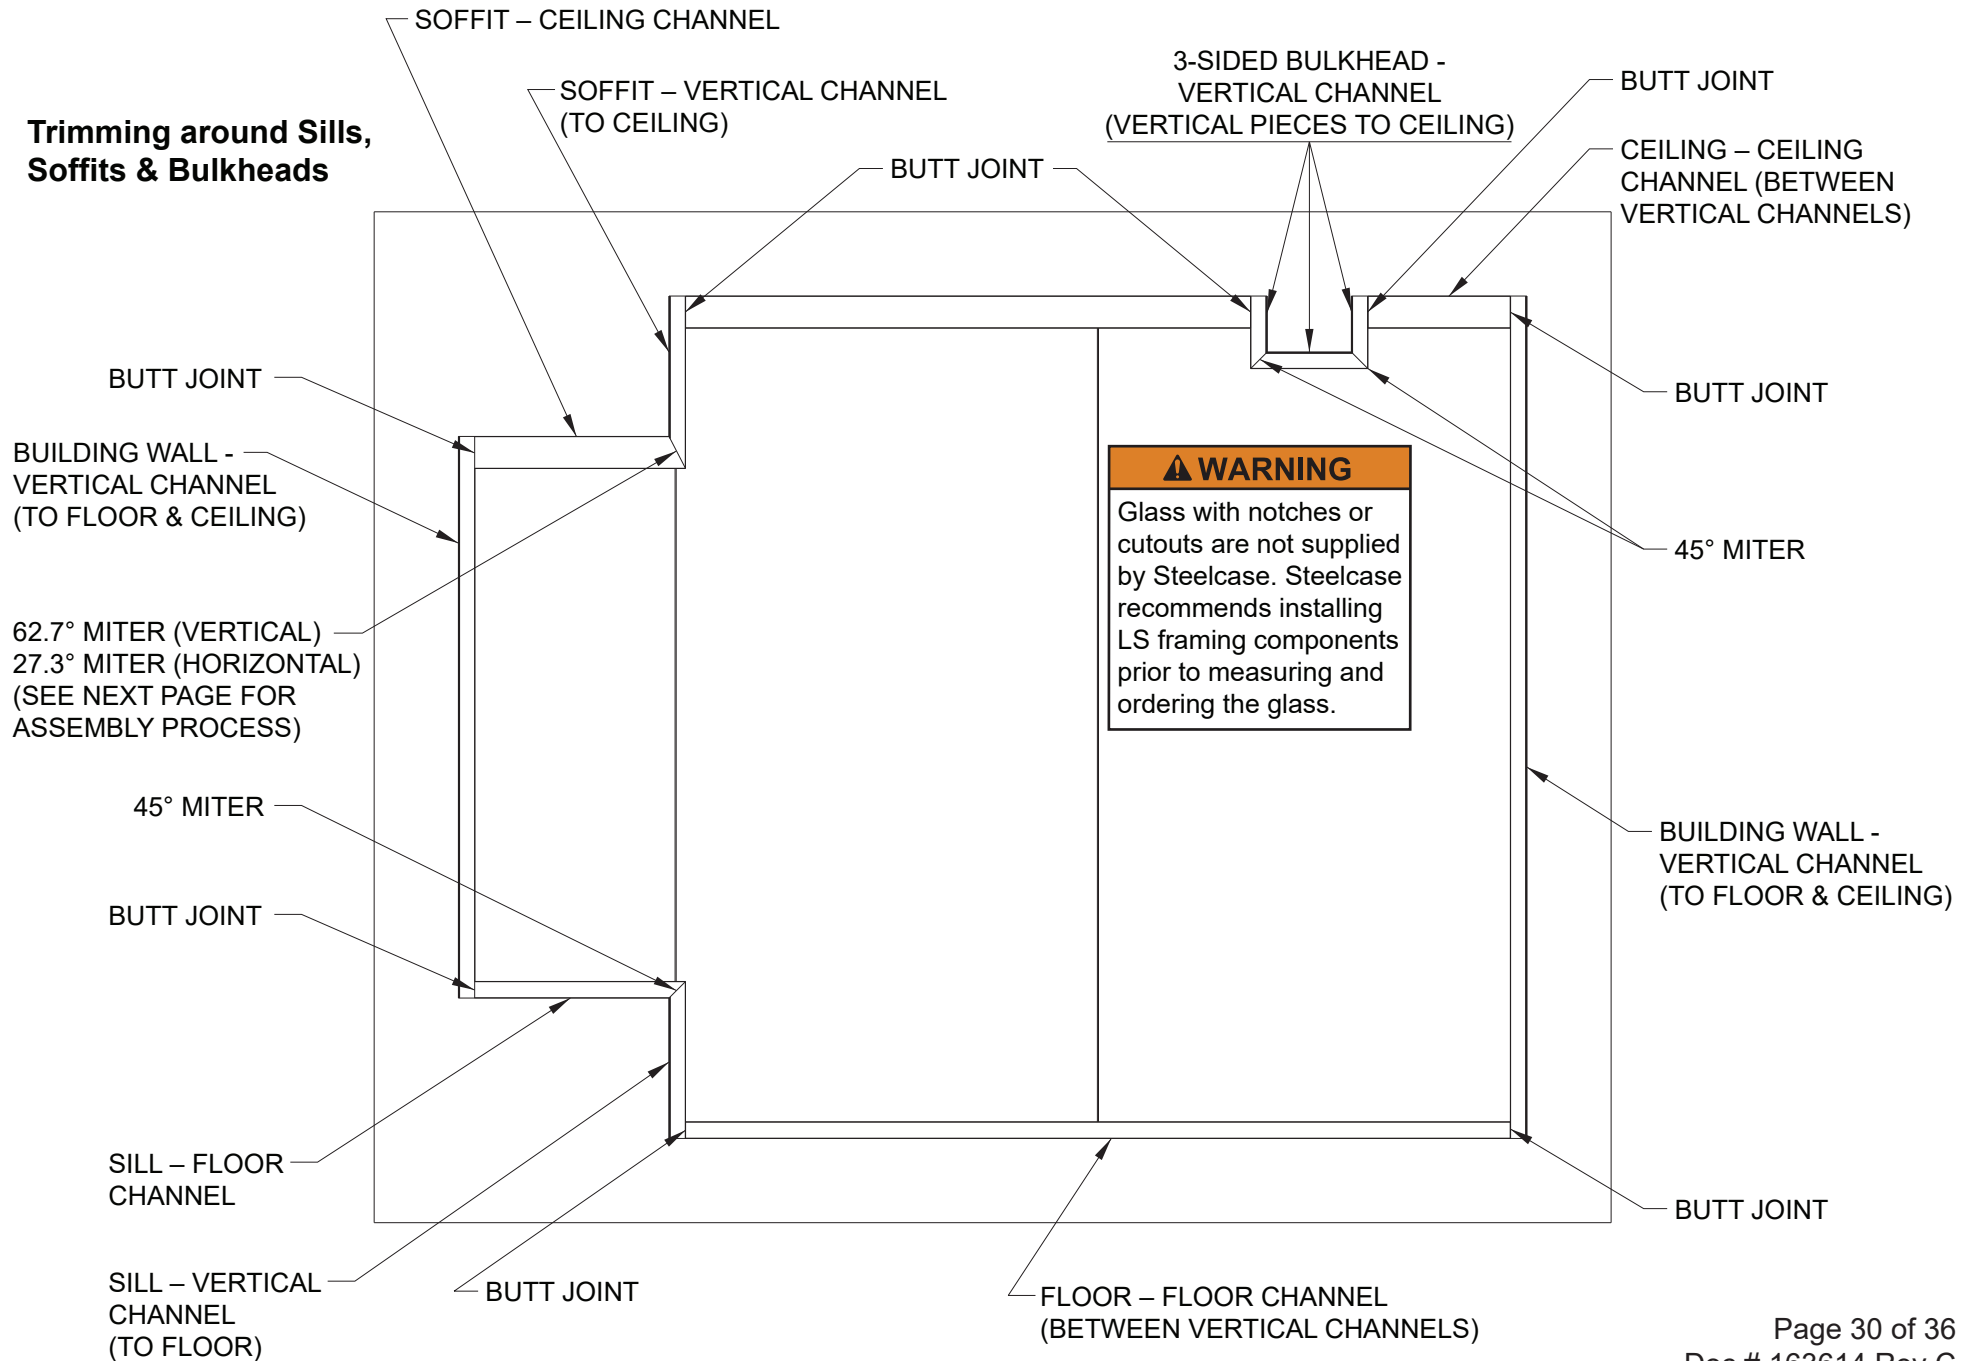 SOFFIT – CEILING CHANNEL
3-SIDED BULKHEAD -
VERTICAL CHANNEL
(VERTICAL PIECES TO CEILING)
BUTT JOINT
SOFFIT – VERTICAL CHANNEL
(TO CEILING)
Trimming around Sills,
Soffits & Bulkheads
BUTT JOINT
CEILING – CEILING
CHANNEL (BETWEEN
VERTICAL CHANNELS)
BUTT JOINT
BUTT JOINT
BUILDING WALL -
VERTICAL CHANNEL
(TO FLOOR & CEILING)
WARNING
Glass with notches or
cutouts are not supplied
by Steelcase. Steelcase
recommends installing
LS framing components
prior to measuring and
ordering the glass.
45° MITER
62.7° MITER (VERTICAL)
27.3° MITER (HORIZONTAL)
(SEE NEXT PAGE FOR
ASSEMBLY PROCESS)
45° MITER
BUILDING WALL -
VERTICAL CHANNEL
(TO FLOOR & CEILING)
BUTT JOINT
SILL – FLOOR
CHANNEL
BUTT JOINT
SILL – VERTICAL
CHANNEL
(TO FLOOR)
BUTT JOINT
FLOOR – FLOOR CHANNEL
(BETWEEN VERTICAL CHANNELS)
Page 30 of 36
Doc # 163614 Rev C